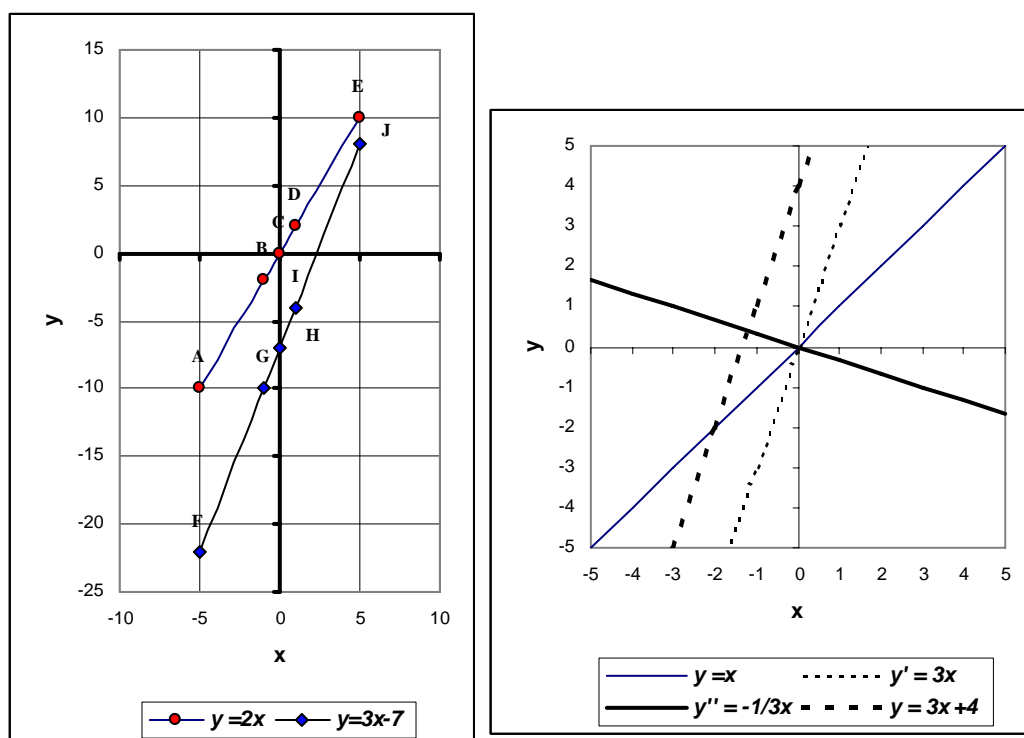 15
E
10
J
5
D
C
0
B
I
-5
H
A
G
-10
-15
F
-20
-25
-10 -5 0 5 10
y
x
y =2x y=3x-7
5
4
3
2
1
0
-1
-2
-3
-4
-5
-5 -4 -3 -2 -1 0 1 2 3 4 5
y
x
y =x y' = 3x
y'' = -1/3x y = 3x+4